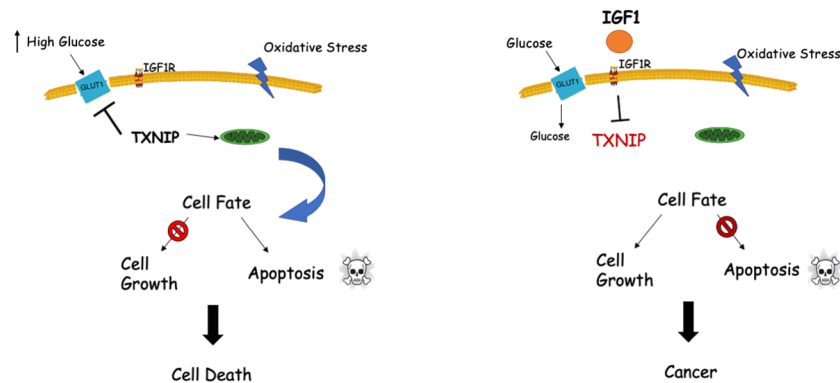 High Glucose
IGF1R
Oxidative Stress
GLUT1
TXNIP
Cell Fate
Cell
Growth
Apoptosis
Cell Death
IGF1
Glucose
IGF1R
Oxidative Stress
GLUT1
Glucose
TXNIP
Cell Fate
Cell
Growth
Apoptosis
Cancer